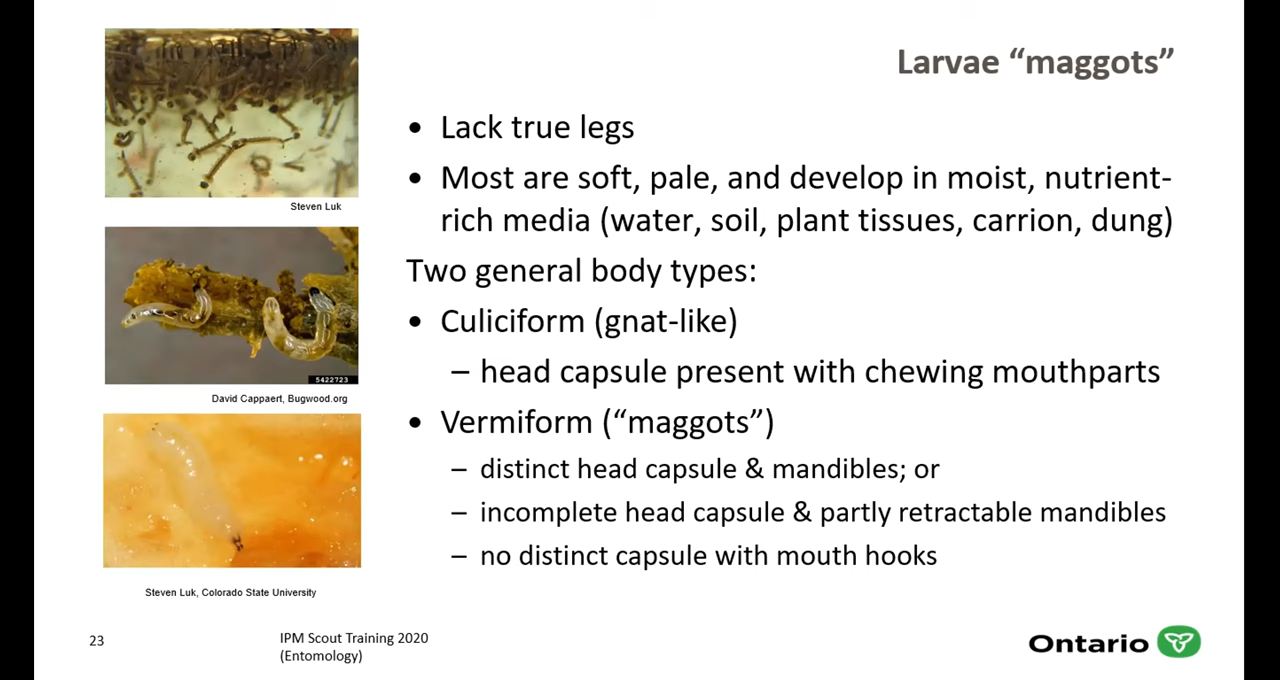 Larvae “maggots”
• Lack true legs
• Most are soft, pale, and develop in moist, nutrient-
rich media (water, soil, plant tissues, carrion, dung)
Two general body types:
• Culiciform (gnat-like)
– head capsule present with chewing mouthparts
• Vermiform (“maggots”)
– distinct head capsule & mandibles; or
– incomplete head capsule & partly retractable mandibles
– no distinct capsule with mouth hooks
Steven Luk
5422723
David Cappaert, Bugwood.org
Steven Luk, Colorado State University
23
IPM Scout Training 2020
(Entomology)
Ontario